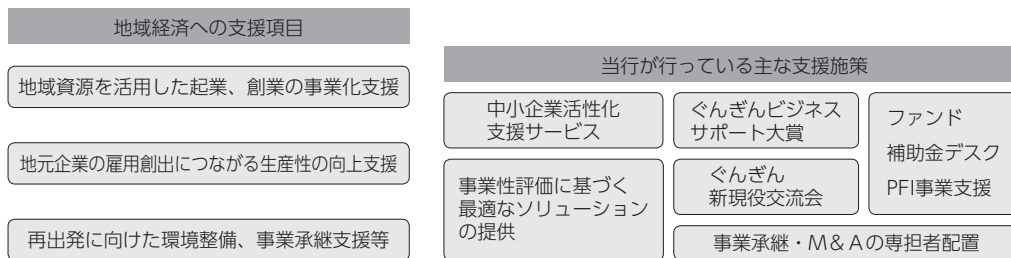 地域経済への支援項目
地域資源を活用した起業、創業の事業化支援
地元企業の雇用創出につながる生産性の向上支援
再出発に向けた環境整備、事業承継支援等
当行が行っている主な支援施策
中小企業活性化
支援サービス
事業性評価に基づく
最適なソリューション
の提供
ぐんぎんビジネス
サポート大賞
ぐんぎん
新現役交流会
ファンド
補助金デスク
PFI事業支援
事業承継・M&Aの専担者配置